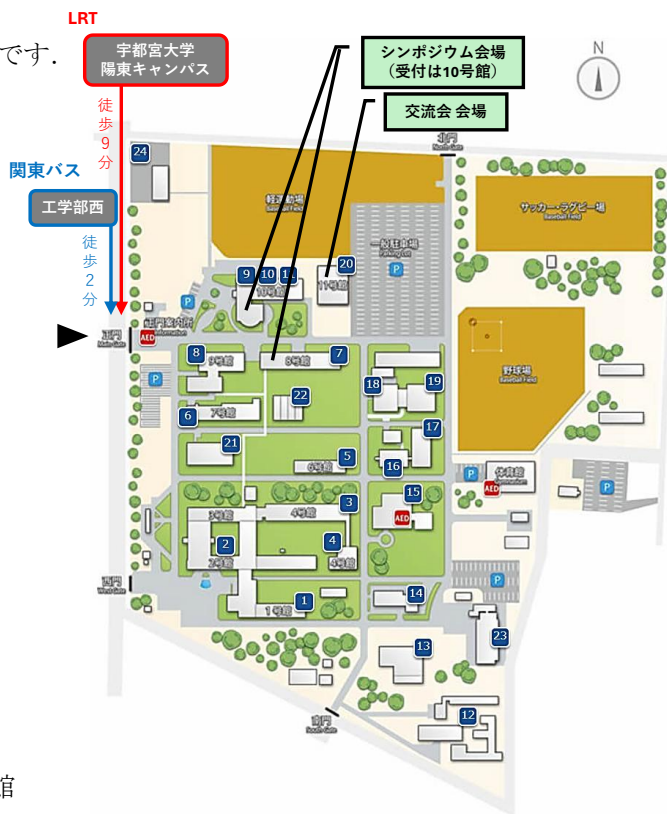 LRT
宇都宮大学
陽東キャンパス
です.
シンポジウム会場
（受付は10号館）
N
交流会 会場
徒歩9分
関東バス
工学部西
徒歩2分
24
北門
North Gate
軽運動場
Baseball Field
サッカー・ラグビー場
Baseball Field
一般駐車場
Parking Lot
P
9
10
11
10号館
20
11号館
P
正門案内所
Information
正門
Main Gate
AED
8
9号館
8号館
7
P
18
19
野球場
Baseball Field
6
7号館
22
17
21
6号館
5
16
P
体育館
Gymnasium
AED
P
3
15
3号館
4号館
AED
2
2号館
4
4号館
西門
West Gate
P
1
1号館
14
13
23
南門
South Gate
12
館